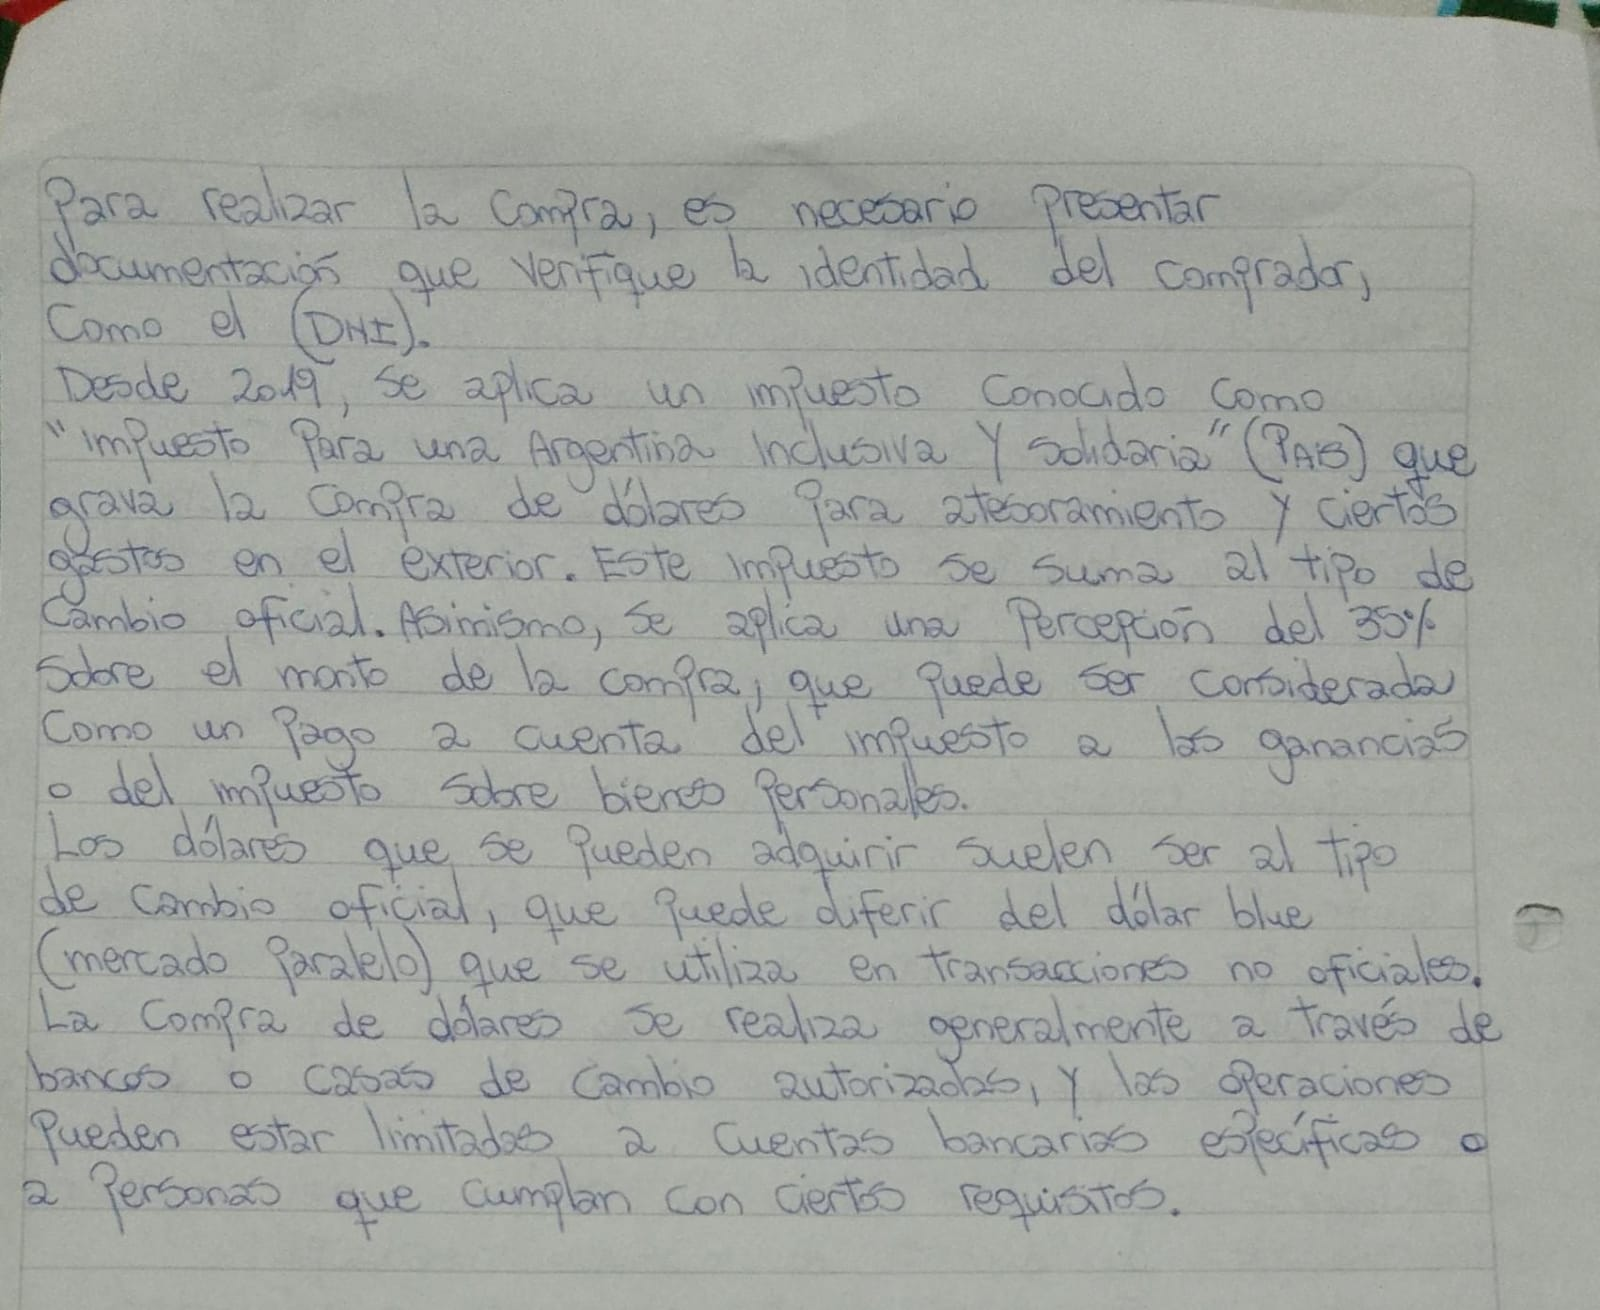 Para realizar la compra, es necesario presentar
documentación que verifique la identidad del comprador,
Como el (DNI).
Desde 2019, se aplica un impuesto conocido como
"impuesto Para una Argentina Inclusiva y solidaria" (PAIS) que
grava la compra de dólares para atesoramiento y ciertos
gastos en el exterior. Este impuesto se suma al tipo de
Cambio oficial. Asimismo, se aplica una Percepción del 35%
sobre el monto de la compra, que puede ser considerada
Como un pago a cuenta del impuesto a las ganancias
o del impuesto sobre bienes Personales.
Los dólares que se pueden adquirir suelen ser al tipo
de cambio oficial, que puede diferir del dólar blue
(mercado paralelo) que se utiliza en transacciones no oficiales.
La Compra de dólares se realiza generalmente a través de
bancos o casas de cambio autorizadas, y las operaciones
Pueden estar limitadas a cuentas bancarias específicas o
a Personas que cumplan con ciertos requisitos.